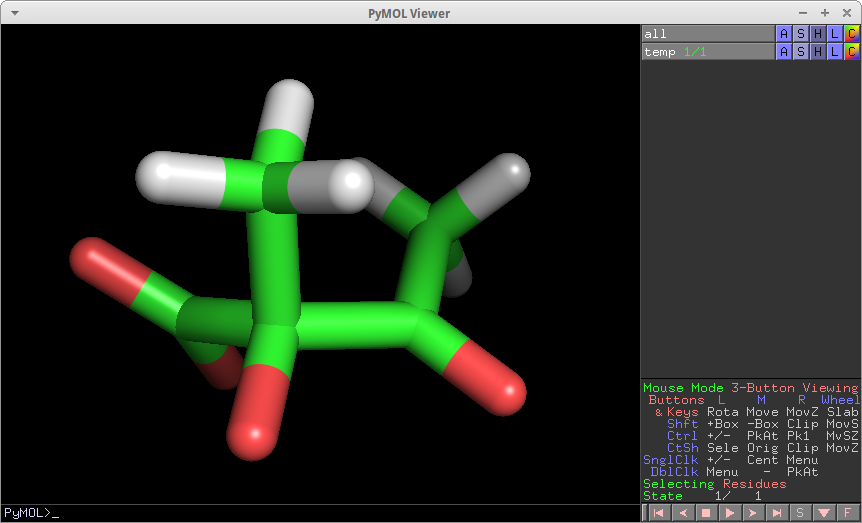 PyMOL Viewer
all A S H L C
temp 1/1 A S H L C
Mouse Mode 3-Button Viewing
Buttons L M R Wheel
& Keys Rota Move MovZ Slab
Shft +Box -Box Clip MovS
Ctrl +/- PkAt Pk1 MvSZ
CtSh Sele Orig Clip MovZ
SnglClk +/- Cent Menu
DblClk Menu - PkAt
Selecting Residues
State 1/ 1
PyMOL>_ S F